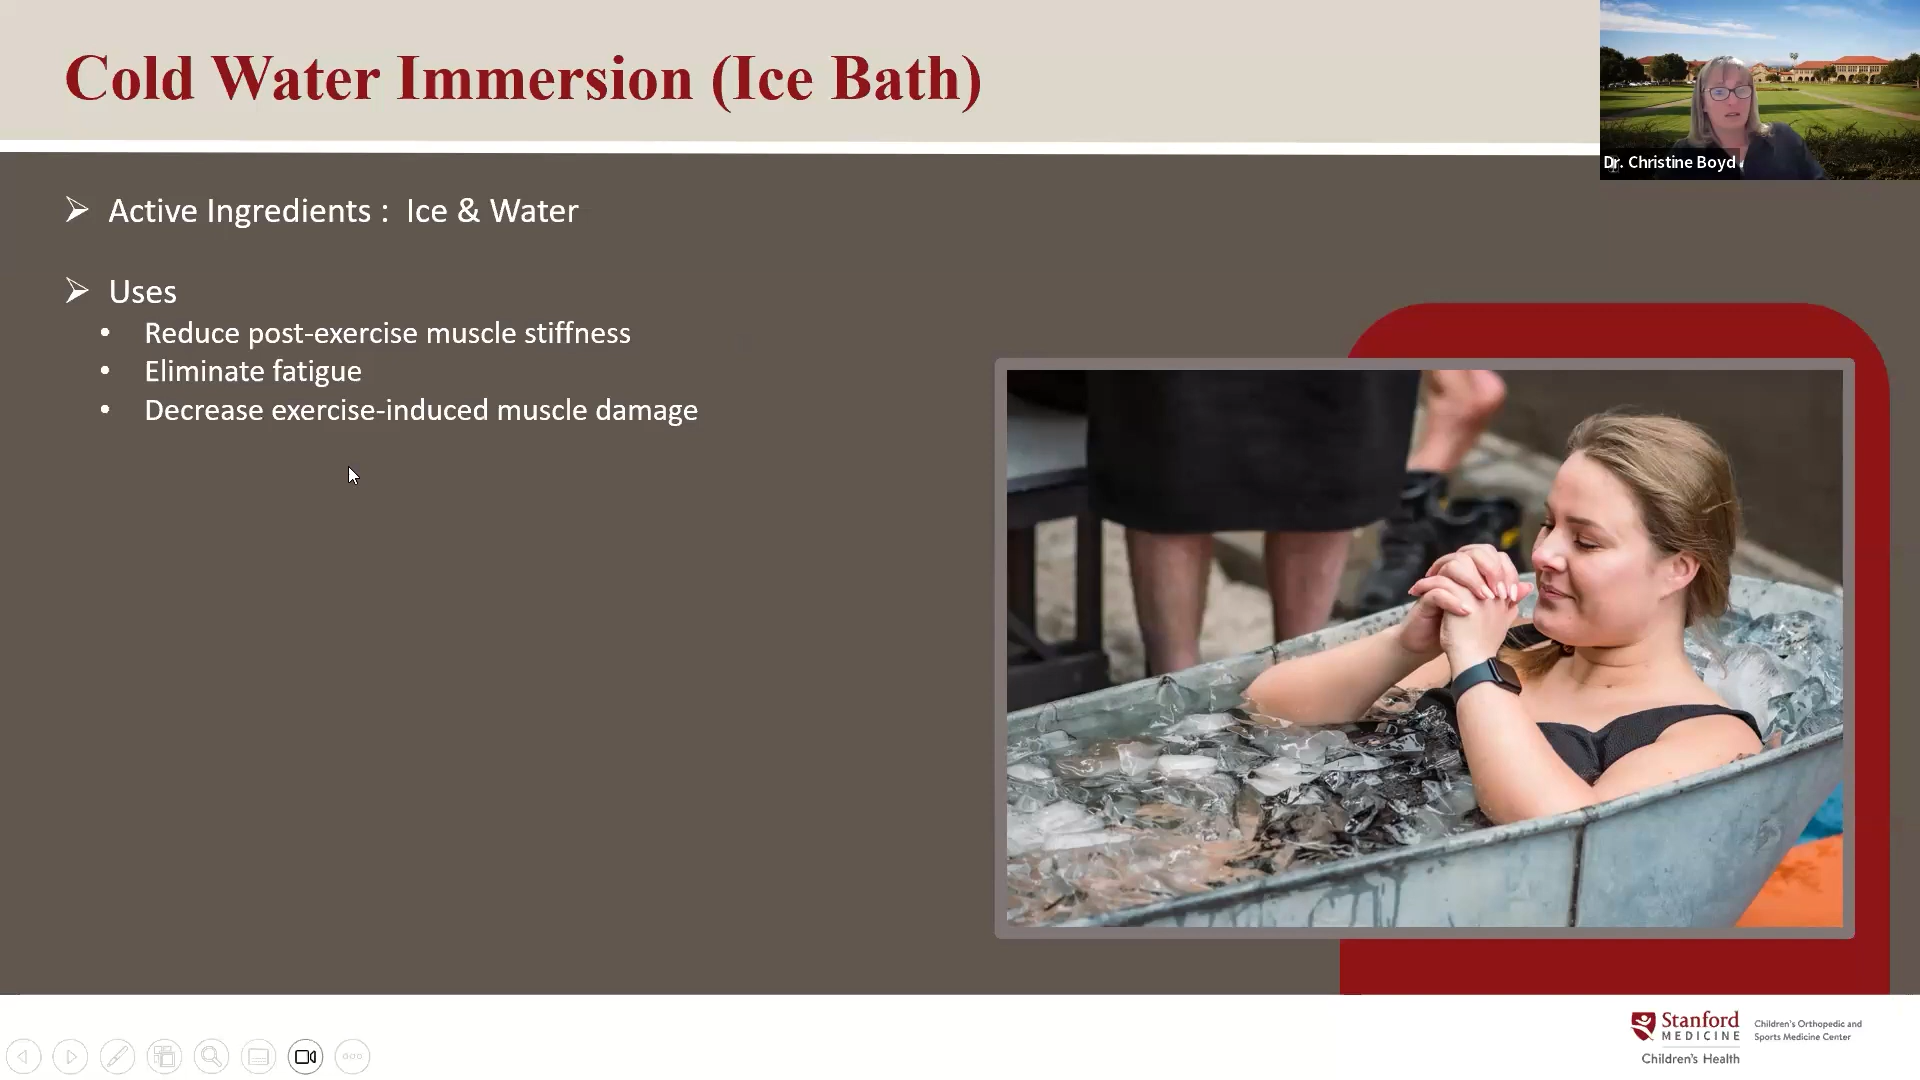 Cold Water Immersion (Ice Bath)
Dr. Christine Boyd
Active Ingredients :  Ice & Water
Uses
Reduce post-exercise muscle stiffness
Eliminate fatigue
Decrease exercise-induced muscle damage
Stanford
MEDICINE
Children's Health
Children's Orthopedic and
Sports Medicine Center